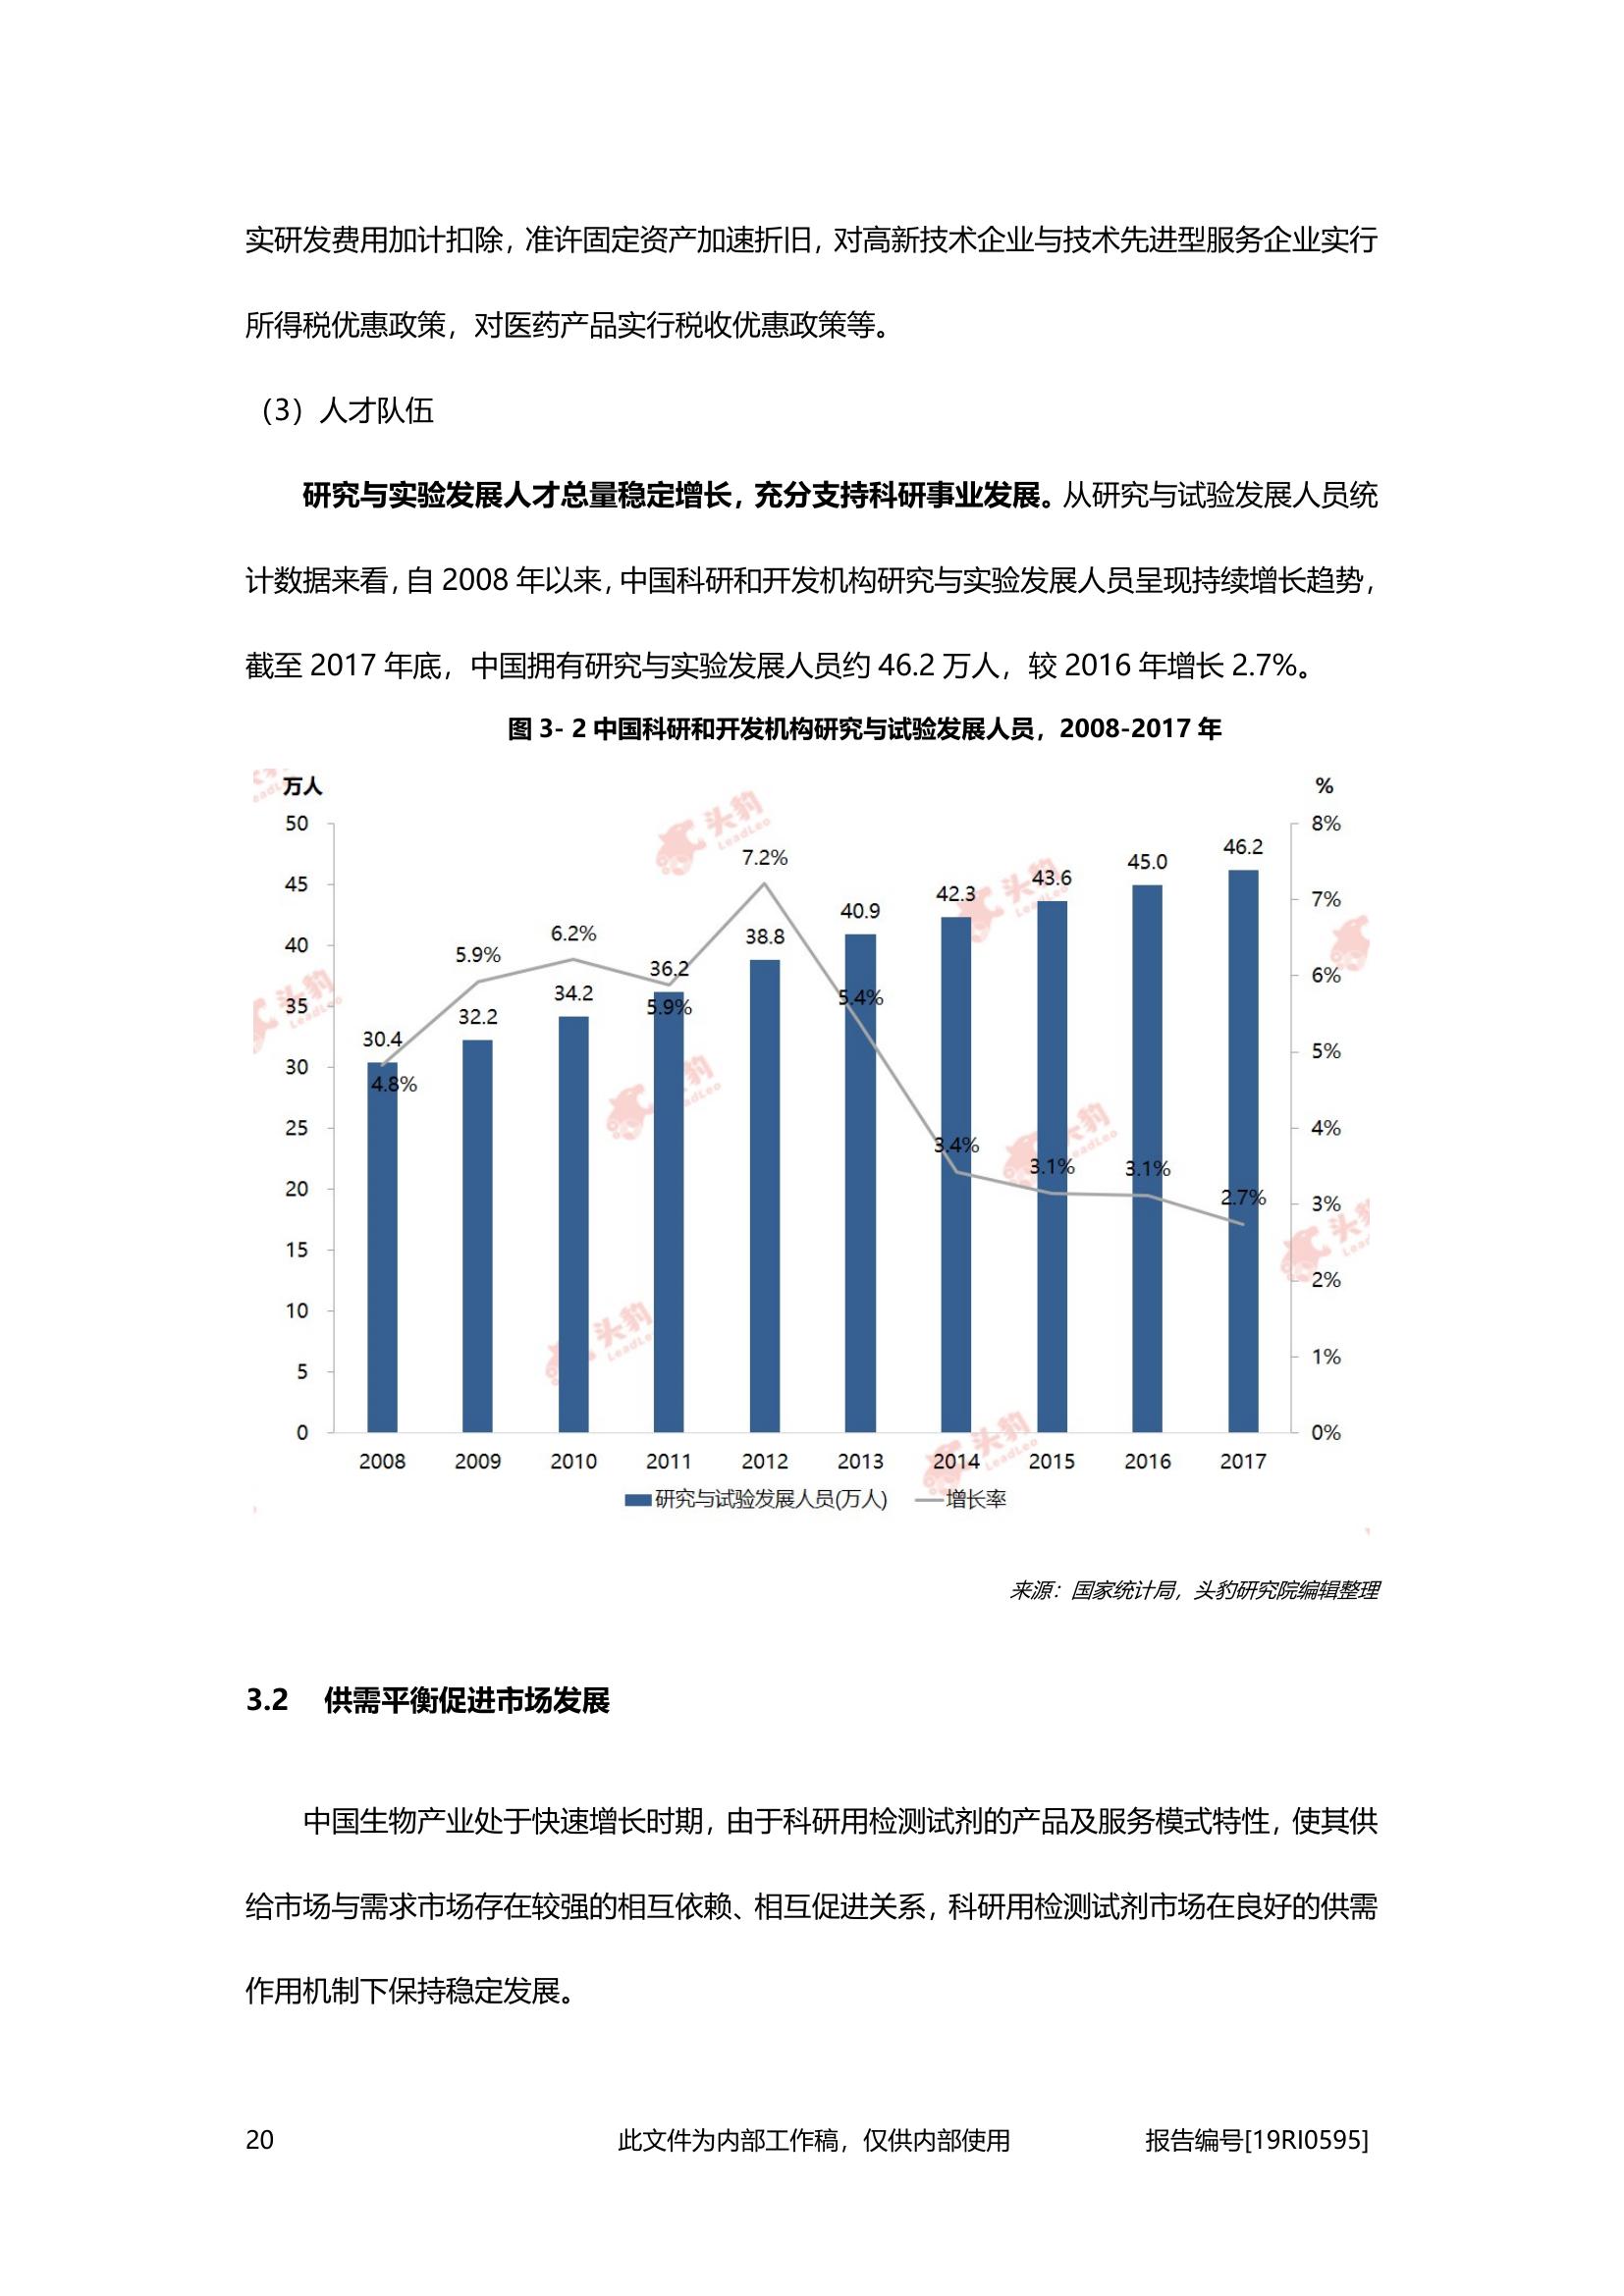 实研发费用加计扣除，准许固定资产加速折旧，对高新技术企业与技术先进型服务企业实行
所得税优惠政策，对医药产品实行税收优惠政策等。
（3）人才队伍
研究与实验发展人才总量稳定增长，充分支持科研事业发展。从研究与试验发展人员统
计数据来看，自 2008 年以来，中国科研和开发机构研究与实验发展人员呈现持续增长趋势，
截至 2017 年底，中国拥有研究与实验发展人员约 46.2 万人，较 2016 年增长 2.7%。
图 3- 2 中国科研和开发机构研究与试验发展人员，2008-2017 年
万人 %
50 8%
45 7%
40 6%
35 5%
30 4%
25 3%
20 2%
15 1%
10 0%
5
0
30.4 32.2 34.2 36.2 38.8 40.9 42.3 43.6 45.0 46.2
4.8% 5.9% 6.2% 5.9% 7.2% 5.4% 3.4% 3.1% 3.1% 2.7%
2008 2009 2010 2011 2012 2013 2014 2015 2016 2017
研究与试验发展人员(万人) 增长率
头豹
LeadLeo
来源：国家统计局，头豹研究院编辑整理
3.2 供需平衡促进市场发展
中国生物产业处于快速增长时期，由于科研用检测试剂的产品及服务模式特性，使其供
给市场与需求市场存在较强的相互依赖、相互促进关系，科研用检测试剂市场在良好的供需
作用机制下保持稳定发展。
20 此文件为内部工作稿，仅供内部使用 报告编号[19RI0595]